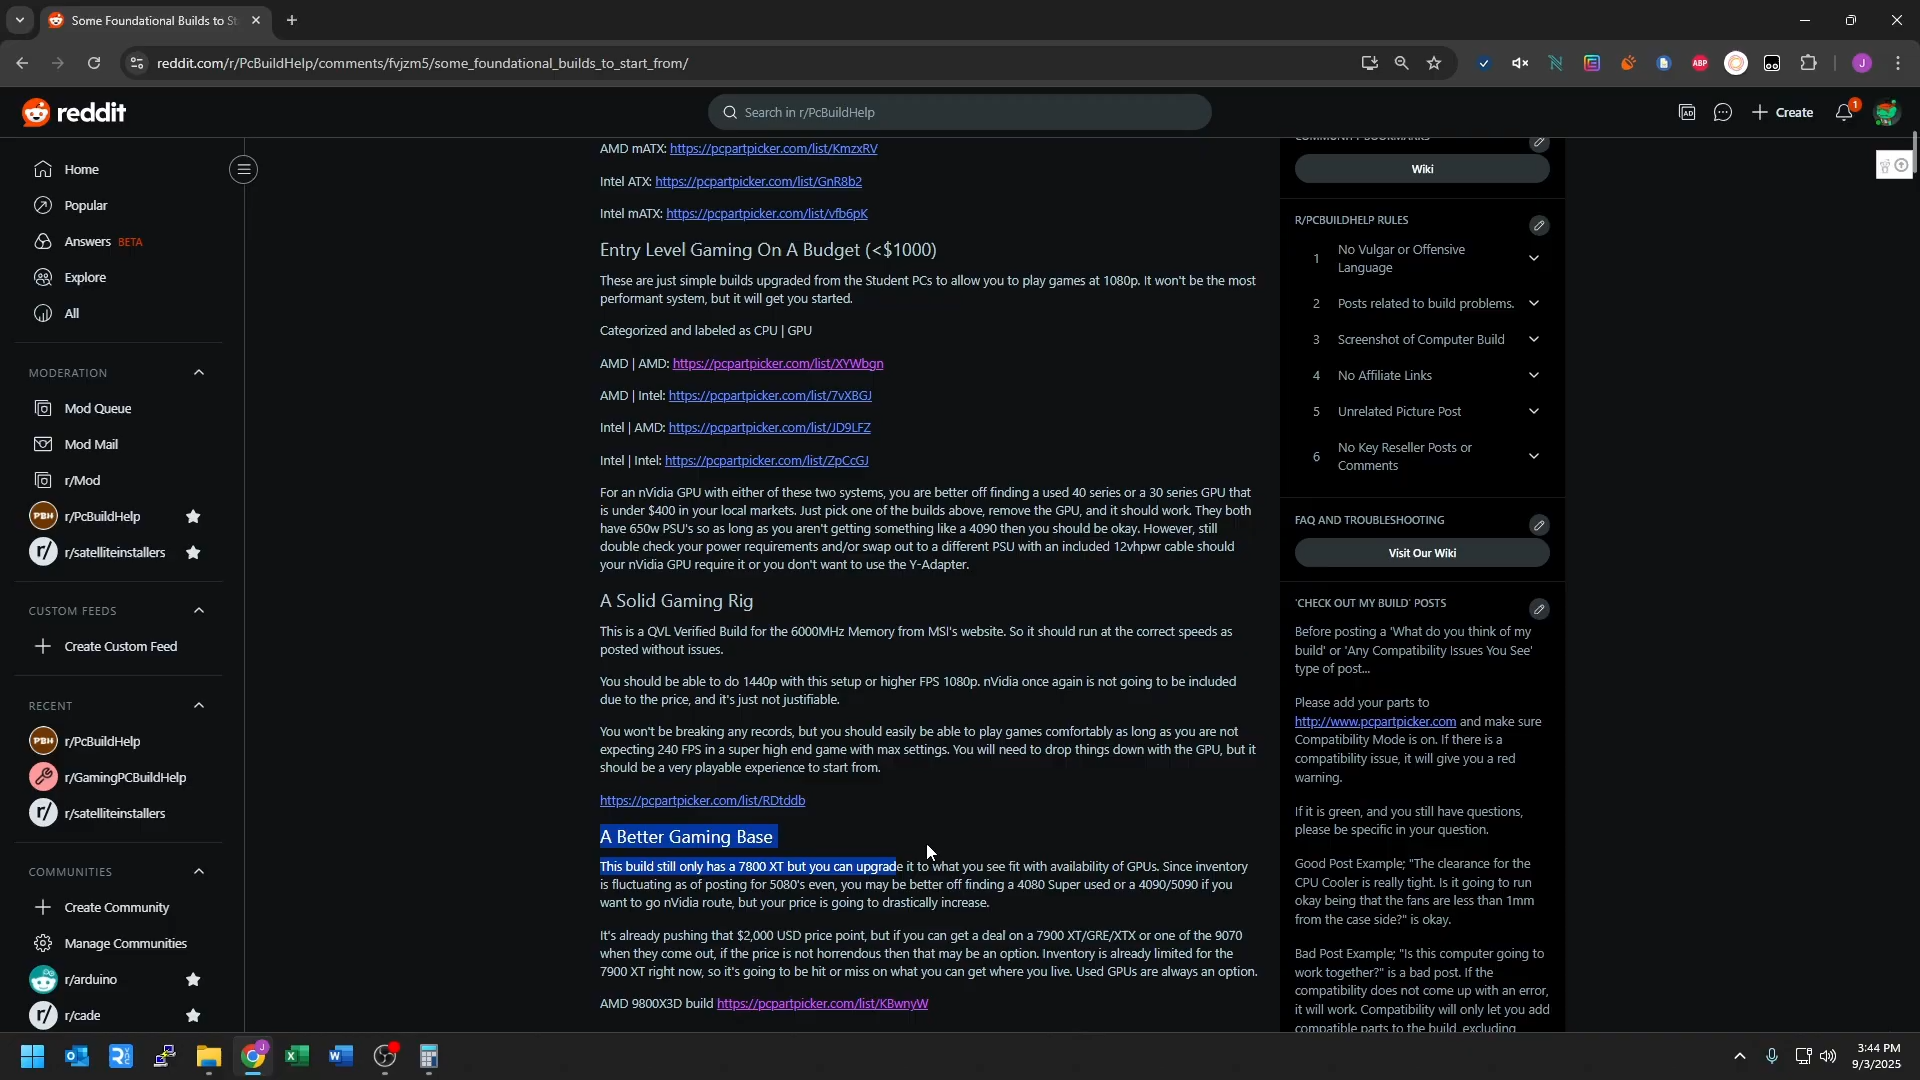 Some Foundational Builds to St
reddit.com/r/PcBuildHelp/comments/fvjzm5/some_foundational_builds_to_start_from/
ABP
J
reddit
Search in r/PcBuildHelp
AD
Create
1
Home
Popular
Answers BETA
Explore
All
MODERATION
Mod Queue
Mod Mail
r/Mod
PBH r/PcBuildHelp
r/ r/satelliteinstallers
CUSTOM FEEDS
Create Custom Feed
RECENT
PBH r/PcBuildHelp
r/GamingPCBuildHelp
r/ r/satelliteinstallers
COMMUNITIES
Create Community
Manage Communities
r/arduino
r/ r/cade
AMD mATX: https://pcpartpicker.com/list/KmzxRV
Intel ATX: https://pcpartpicker.com/list/GnR8b2
Intel mATX: https://pcpartpicker.com/list/vfb6pK
Entry Level Gaming On A Budget (<$1000)
These are just simple builds upgraded from the Student PCs to allow you to play games at 1080p. It won't be the most
performant system, but it will get you started.
Categorized and labeled as CPU | GPU
AMD | AMD: https://pcpartpicker.com/list/XYWbgn
AMD | Intel: https://pcpartpicker.com/list/7vXBGJ
Intel | AMD: https://pcpartpicker.com/list/JD9LFZ
Intel | Intel: https://pcpartpicker.com/list/ZpCcGJ
For an nVidia GPU with either of these two systems, you are better off finding a used 40 series or a 30 series GPU that
is under $400 in your local markets. Just pick one of the builds above, remove the GPU, and it should work. They both
have 650w PSU's so as long as you aren't getting something like a 4090 then you should be okay. However, still
double check your power requirements and/or swap out to a different PSU with an included 12vhpwr cable should
your nVidia GPU require it or you don't want to use the Y-Adapter.
A Solid Gaming Rig
This is a QVL Verified Build for the 6000MHz Memory from MSI's website. So it should run at the correct speeds as
posted without issues.
You should be able to do 1440p with this setup or higher FPS 1080p. nVidia once again is not going to be included
due to the price, and it's just not justifiable.
You won't be breaking any records, but you should easily be able to play games comfortably as long as you are not
expecting 240 FPS in a super high end game with max settings. You will need to drop things down with the GPU, but it
should be a very playable experience to start from.
https://pcpartpicker.com/list/RDtddb
A Better Gaming Base
This build still only has a 7800 XT but you can upgrade it to what you see fit with availability of GPUs. Since inventory
is fluctuating as of posting for 5080's even, you may be better off finding a 4080 Super used or a 4090/5090 if you
want to go nVidia route, but your price is going to drastically increase.
It's already pushing that $2,000 USD price point, but if you can get a deal on a 7900 XT/GRE/XTX or one of the 9070
when they come out, if the price is not horrendous then that may be an option. Inventory is already limited for the
7900 XT right now, so it's going to be hit or miss on what you can get where you live. Used GPUs are always an option.
AMD 9800X3D build https://pcpartpicker.com/list/KBwnyW
COMMUNITY BOOKMARKS
Wiki
R/PCBUILDHELP RULES
1 No Vulgar or Offensive
Language
2 Posts related to build problems.
3 Screenshot of Computer Build
4 No Affiliate Links
5 Unrelated Picture Post
6 No Key Reseller Posts or
Comments
FAQ AND TROUBLESHOOTING
Visit Our Wiki
'CHECK OUT MY BUILD' POSTS
Before posting a 'What do you think of my
build' or 'Any Compatibility Issues You See'
type of post...
Please add your parts to
http://www.pcpartpicker.com and make sure
Compatibility Mode is on. If there is a
compatibility issue, it will give you a red
warning.
If it is green, and you still have questions,
please be specific in your question.
Good Post Example; "The clearance for the
CPU Cooler is really tight. Is it going to run
okay being that the fans are less than 1mm
from the case side?" is okay.
Bad Post Example; "Is this computer going to
work together?" is a bad post. If the
compatibility does not come up with an error,
it will work. Compatibility will only let you add
compatible parts to the build, excluding
3:44 PM
9/3/2025